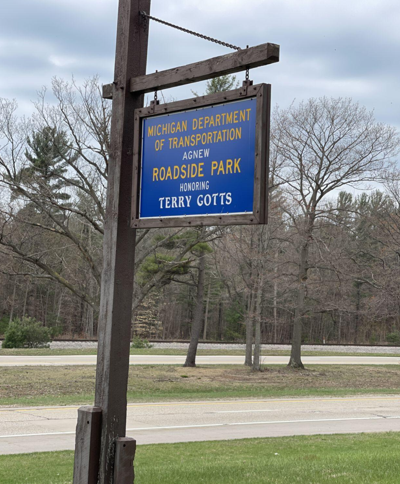 MICHIGAN DEPARTMENT
OF TRANSPORTATION
AGNEW
ROADSIDE PARK
HONORING
TERRY GOTTS